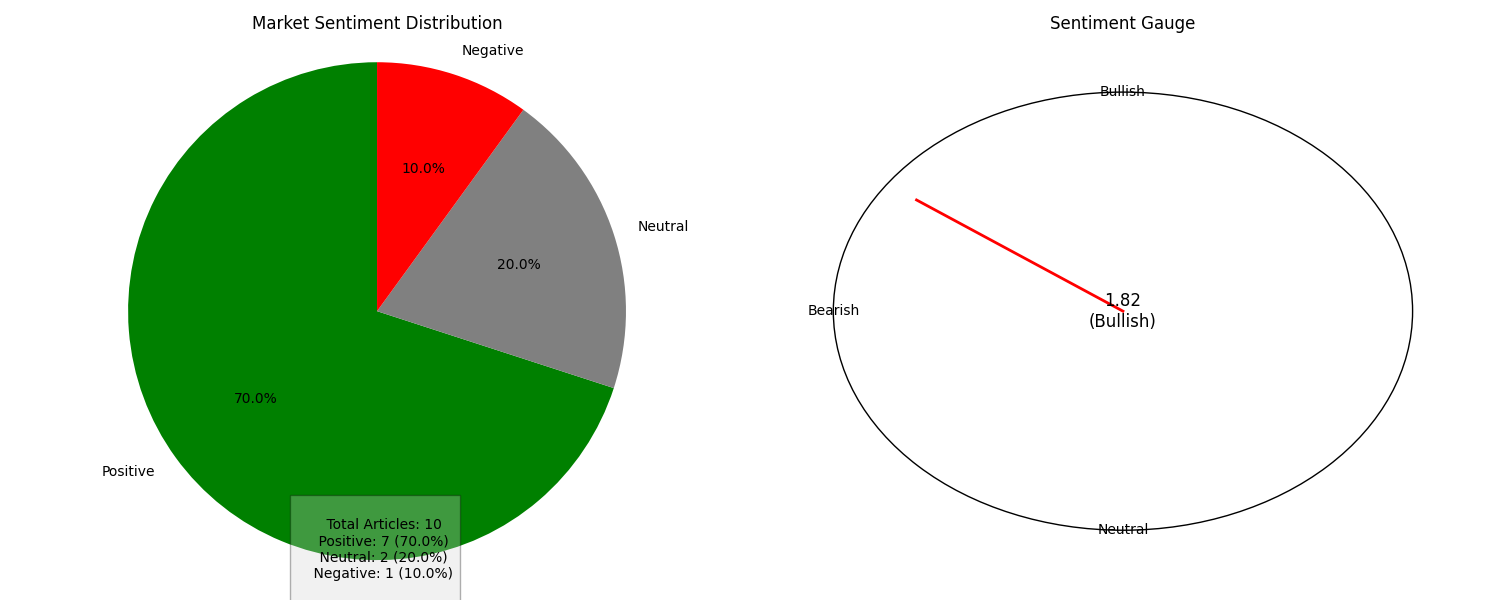 Market Sentiment Distribution
Negative
10.0%
Neutral
20.0%
70.0%
Positive
Total Articles: 10
Positive: 7 (70.0%)
Neutral: 2 (20.0%)
Negative: 1 (10.0%)
Sentiment Gauge
Bullish
Bearish
1.82
(Bullish)
Neutral